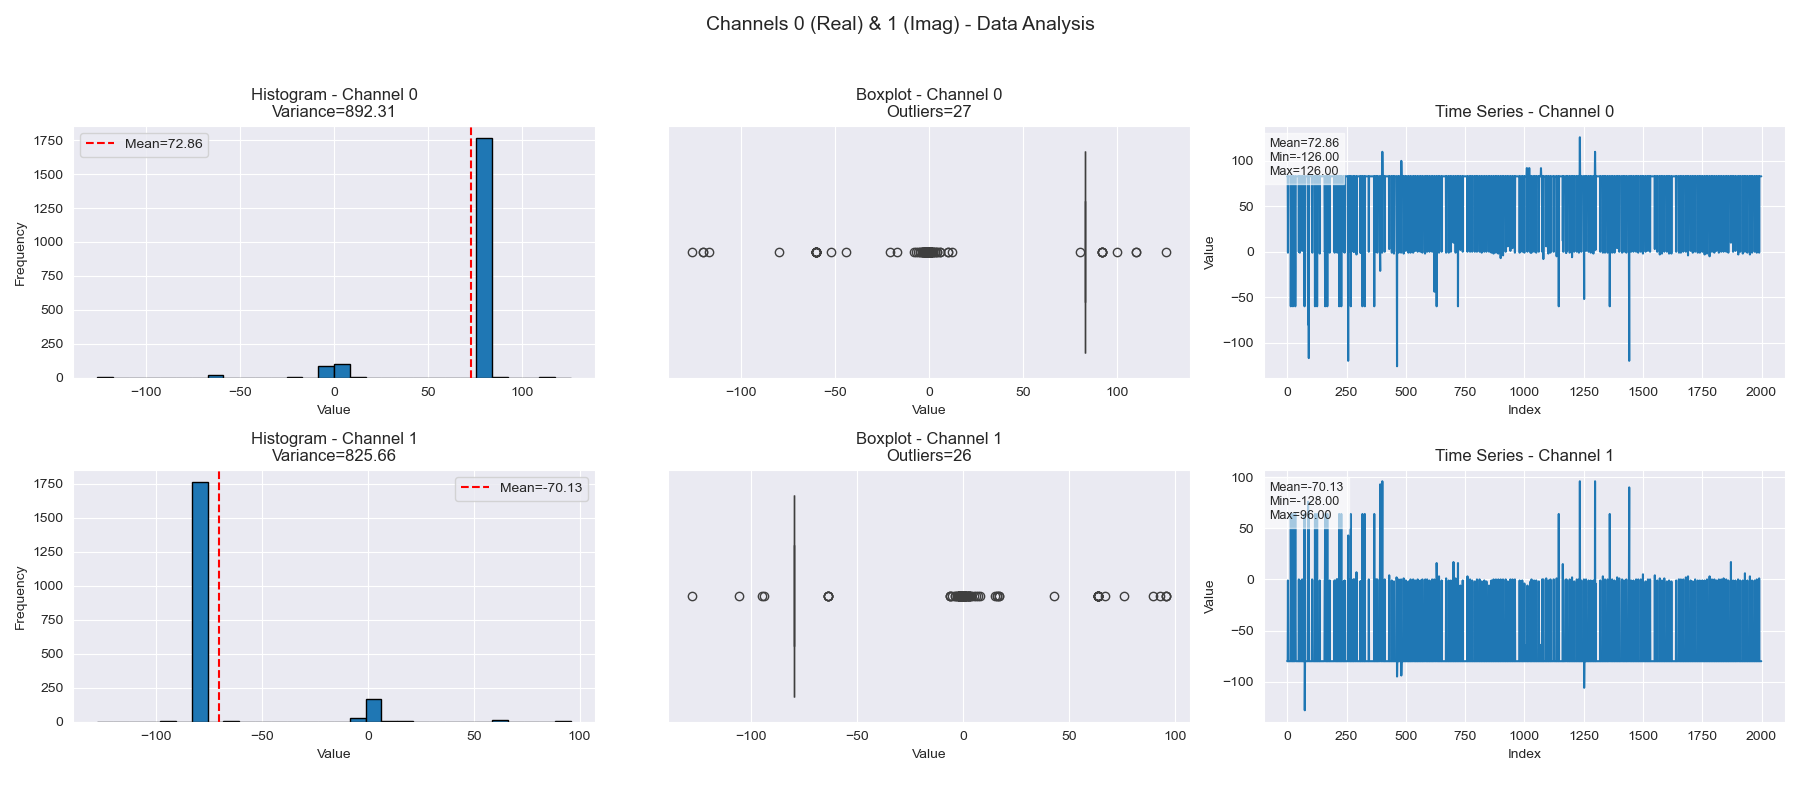 Channels 0 (Real) & 1 (Imag) - Data Analysis
Histogram - Channel 0
Variance=892.31
Mean=72.86
1750
1500
1250
1000
750
500
250
0
Frequency
−100
−50
0
50
100
Value
Boxplot - Channel 0
Outliers=27
−100
−50
0
50
100
Value
Time Series - Channel 0
Mean=72.86
Min=-126.00
Max=126.00
100
50
0
−50
−100
Value
0
250
500
750
1000
1250
1500
1750
2000
Index
Histogram - Channel 1
Variance=825.66
Mean=-70.13
1750
1500
1250
1000
750
500
250
0
Frequency
−100
−50
0
50
100
Value
Boxplot - Channel 1
Outliers=26
−100
−50
0
50
100
Value
Time Series - Channel 1
Mean=-70.13
Min=-128.00
Max=96.00
100
50
0
−50
−100
Value
0
250
500
750
1000
1250
1500
1750
2000
Index